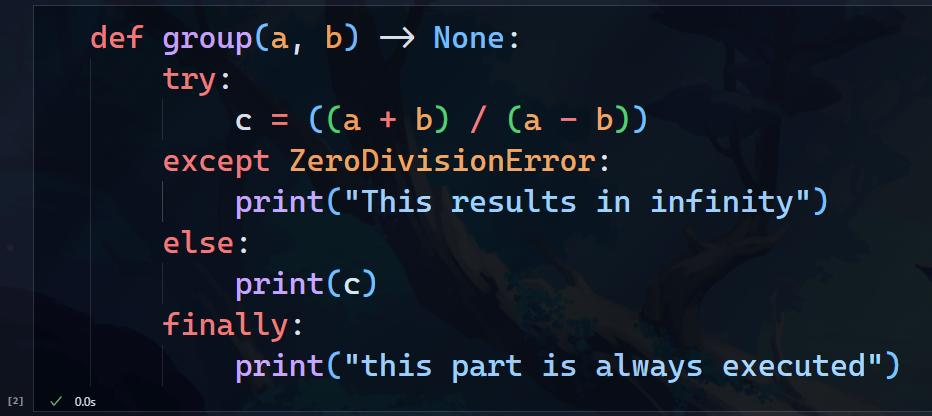 def group(a, b) -> None:
    try:
        c = ((a + b) / (a - b))
    except ZeroDivisionError:
        print("This results in infinity")
    else:
        print(c)
    finally:
        print("this part is always executed")
[2] ✓ 0.0s